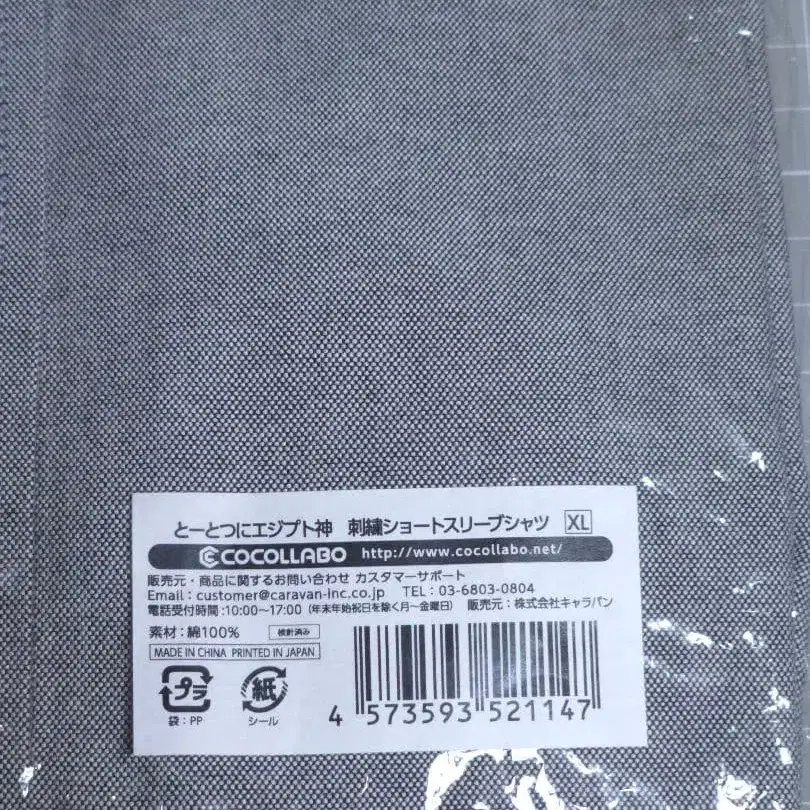 とーとつにエジプト神 刺繍ショートスリーブシャツ XL
COCOLLABO http://www.cocollabo.net/
販売元・商品に関するお問い合わせ カスタマーサポート
Email : customer@caravan-inc.co.jp TEL : 03-6803-0804
電話受付時間:10:00～17:00 (年末年始祝日を除く月～金曜日) 販売元:株式会社キャラバン
素材:綿100% 検針済み
MADE IN CHINA PRINTED IN JAPAN
プラ 紙
袋:PP シール
4 573593 521147